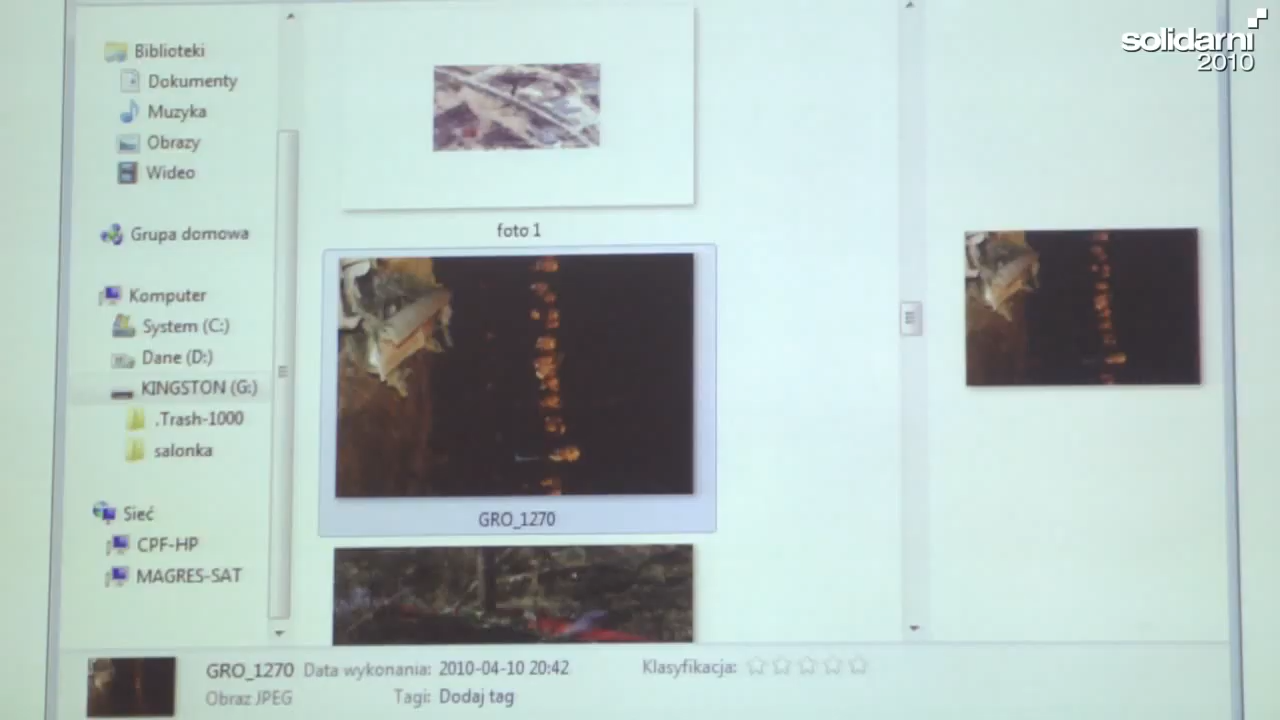 solidarni
2010
Biblioteki
Dokumenty
Muzyka
Obrazy
Wideo
Grupa domowa
Komputer
System (C:)
Dane (D:)
KINGSTON (G:)
.Trash-1000
salonka
Sieć
CPF-HP
MAGRES-SAT
foto 1
GRO_1270
GRO_1270 Data wykonania: 2010-04-10 20:42 Klasyfikacja:
Obraz JPEG Tagi: Dodaj tag